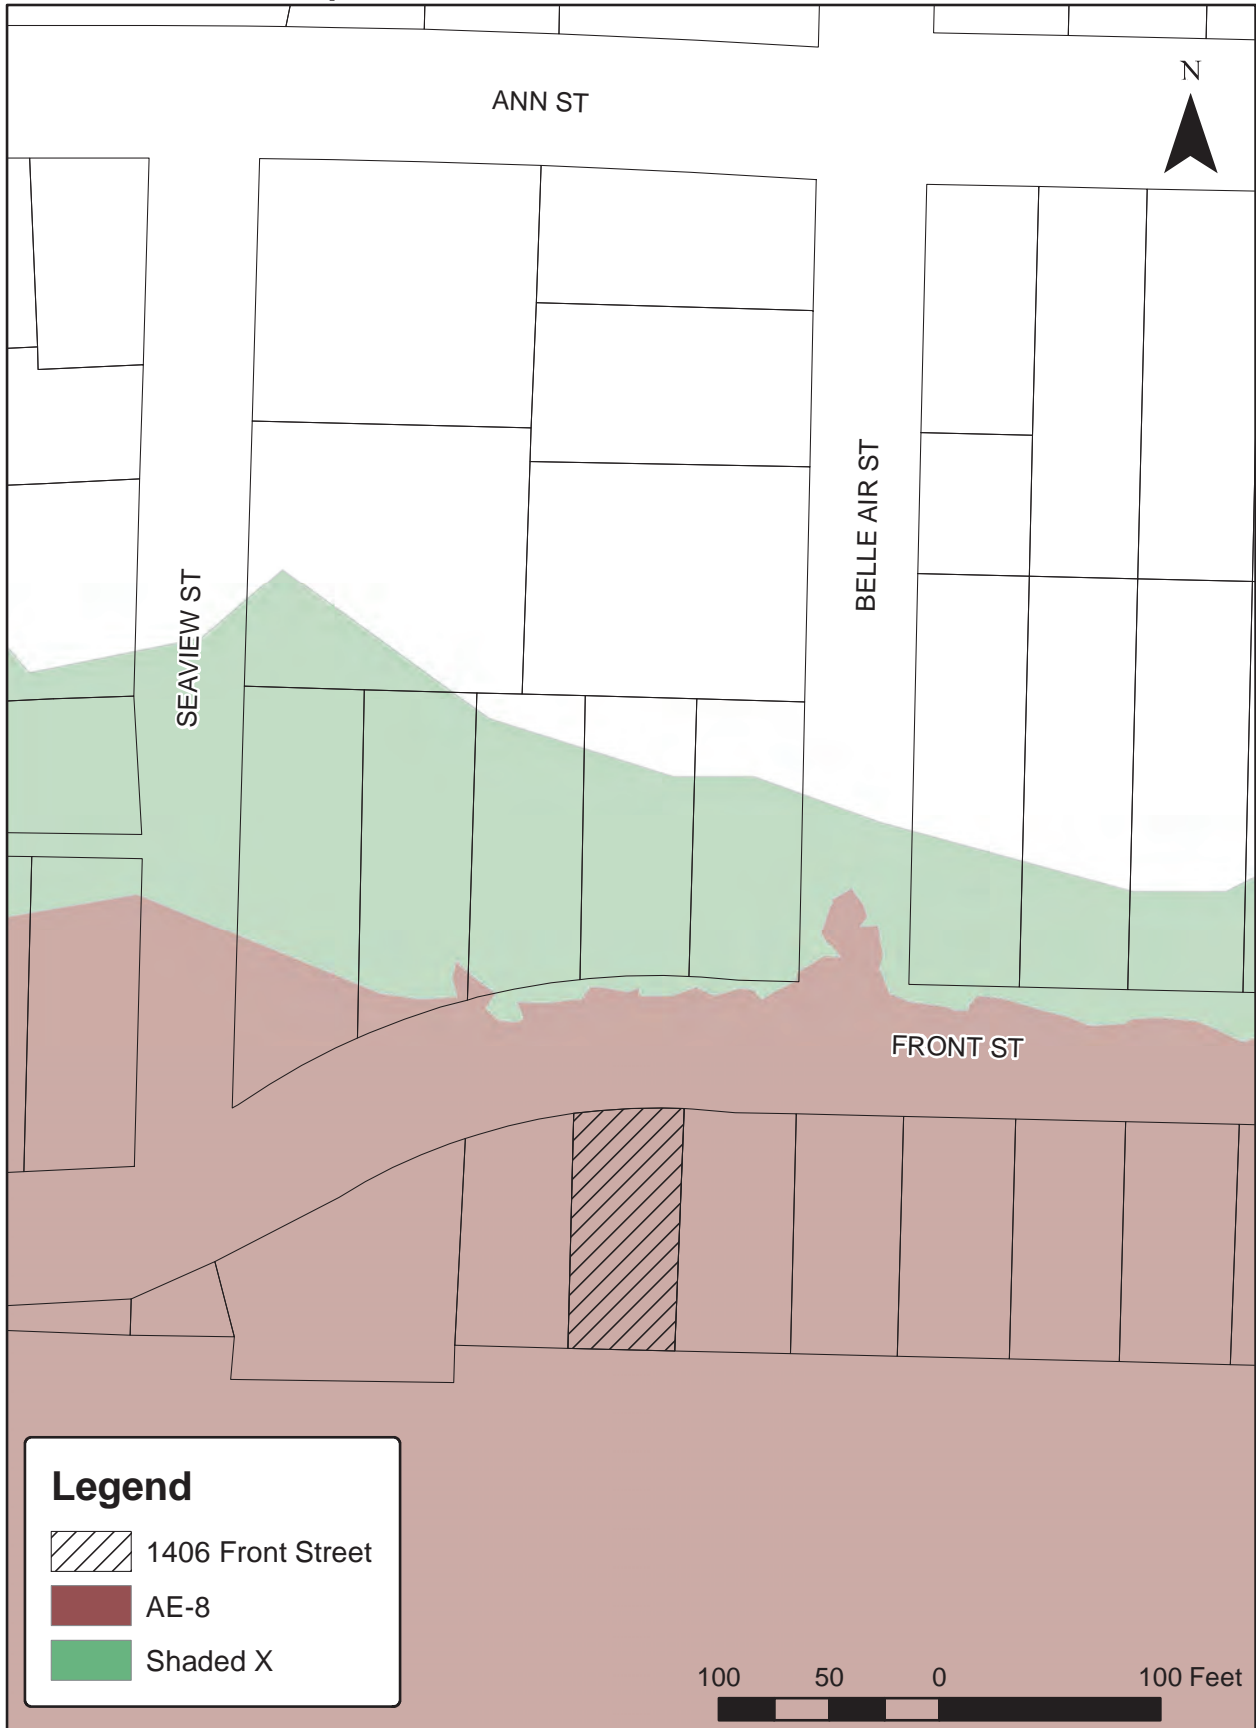 N
ANN ST
BELLE AIR ST
SEAVIEW ST
FRONT ST
Legend
1406 Front Street
AE-8
Shaded X
100 50 0 100 Feet